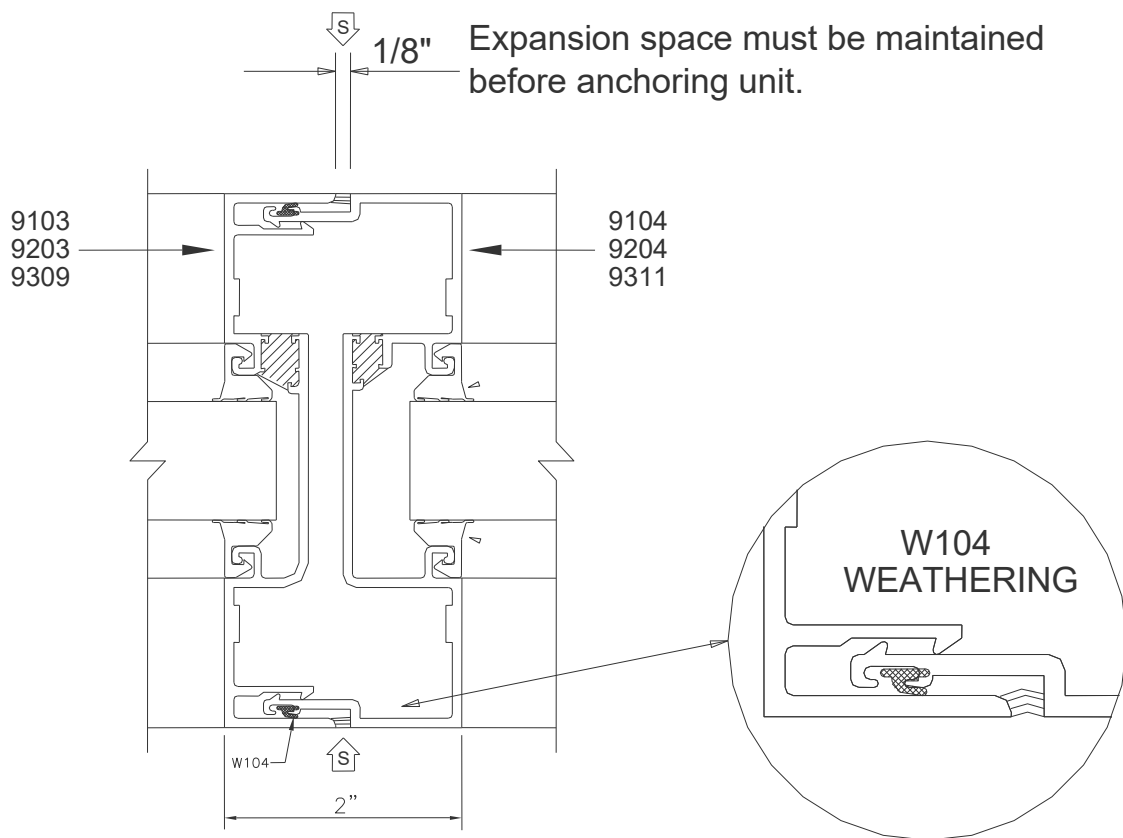 S
1/8"
Expansion space must be maintained
before anchoring unit.
9103
9203
9309
9104
9204
9311
W104
WEATHERING
W104
S
2”